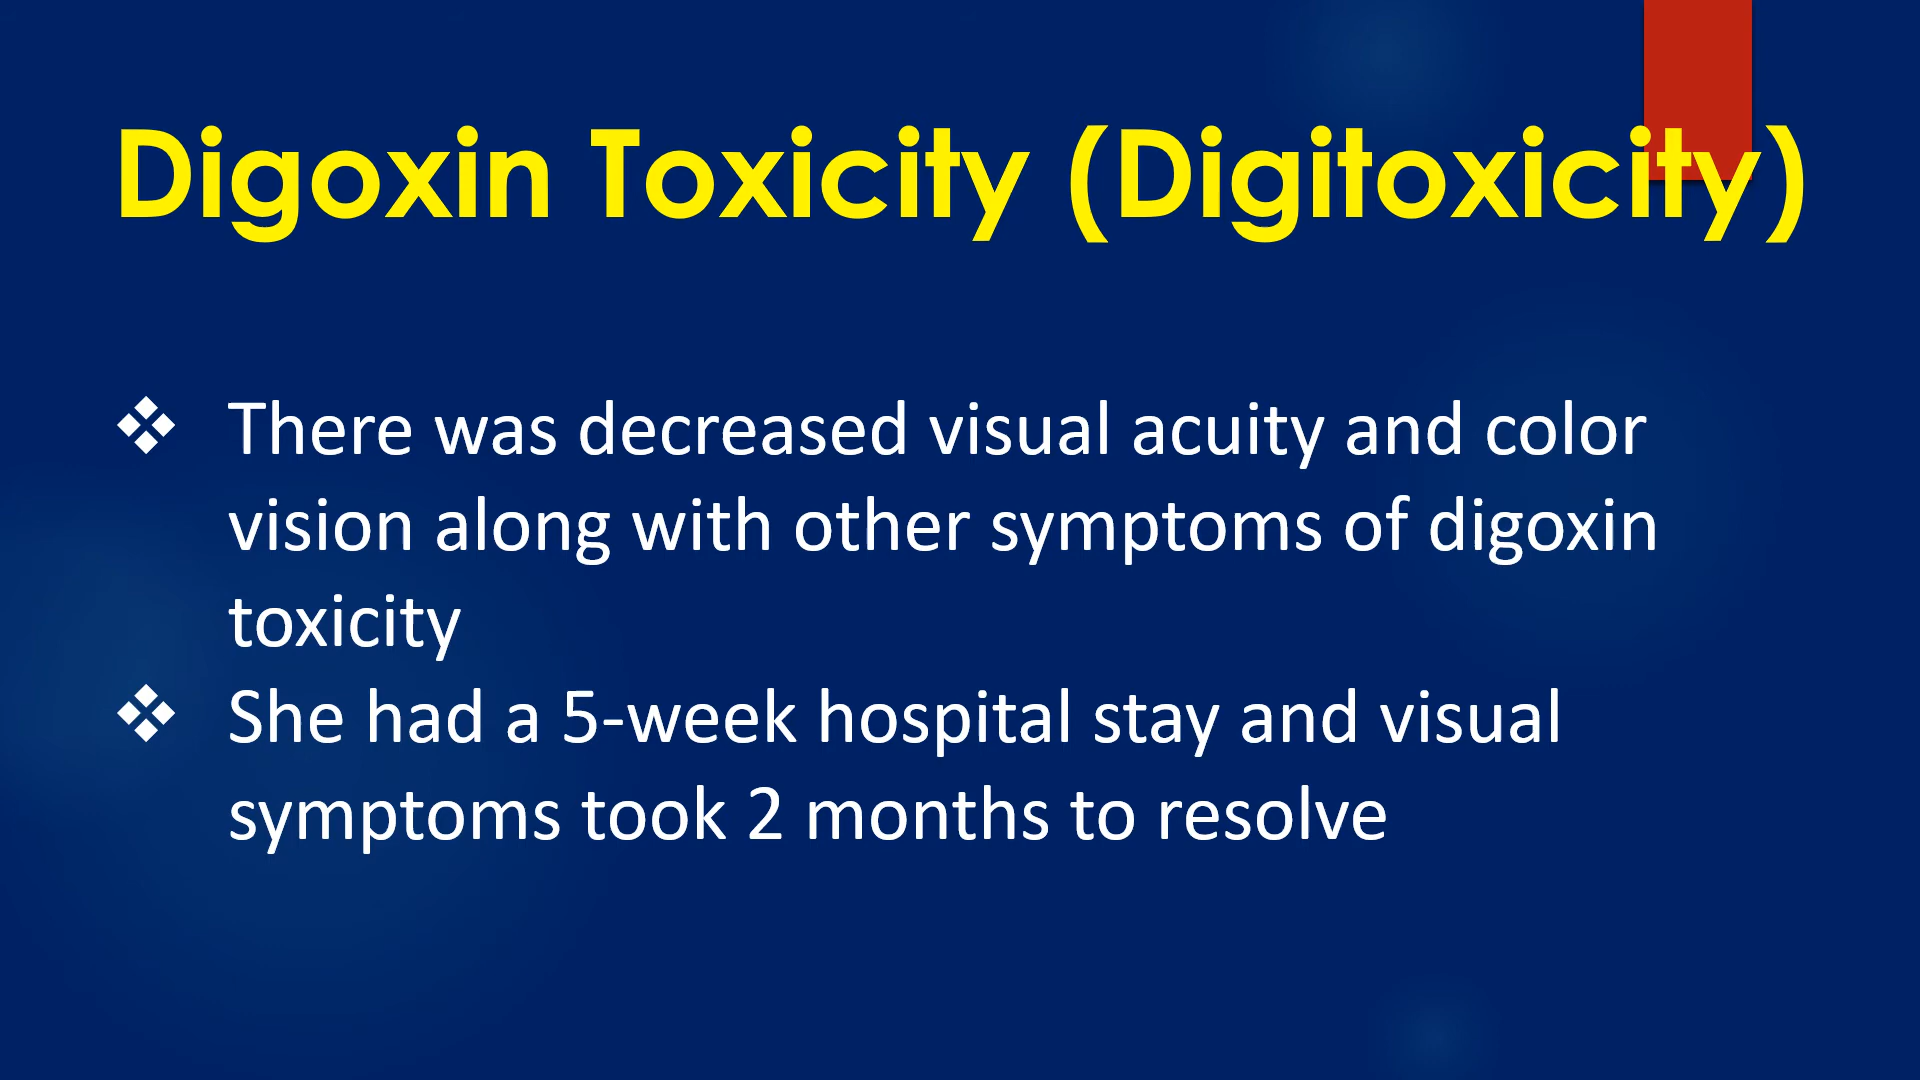 Digoxin Toxicity (Digitoxicity)
❖ There was decreased visual acuity and color
vision along with other symptoms of digoxin
toxicity
❖ She had a 5-week hospital stay and visual
symptoms took 2 months to resolve